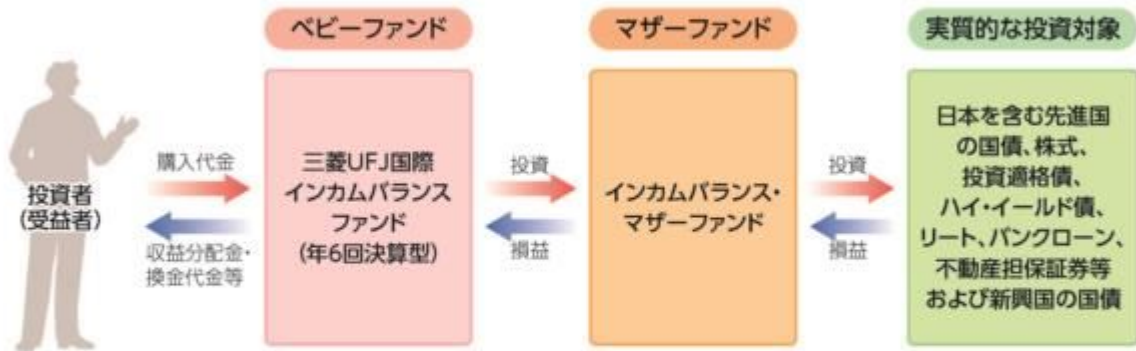 ベビーファンド
マザーファンド
実質的な投資対象
投資者
(受益者)
購入代金
収益分配金・
換金代金等
三菱UFJ国際
インカムバランス
ファンド
(年6回決算型)
投資
損益
インカムバランス・
マザーファンド
投資
損益
日本を含む先進国
の国債、株式、
投資適格債、
ハイ・イールド債、
リート、バンクローン、
不動産担保証券等
および新興国の国債